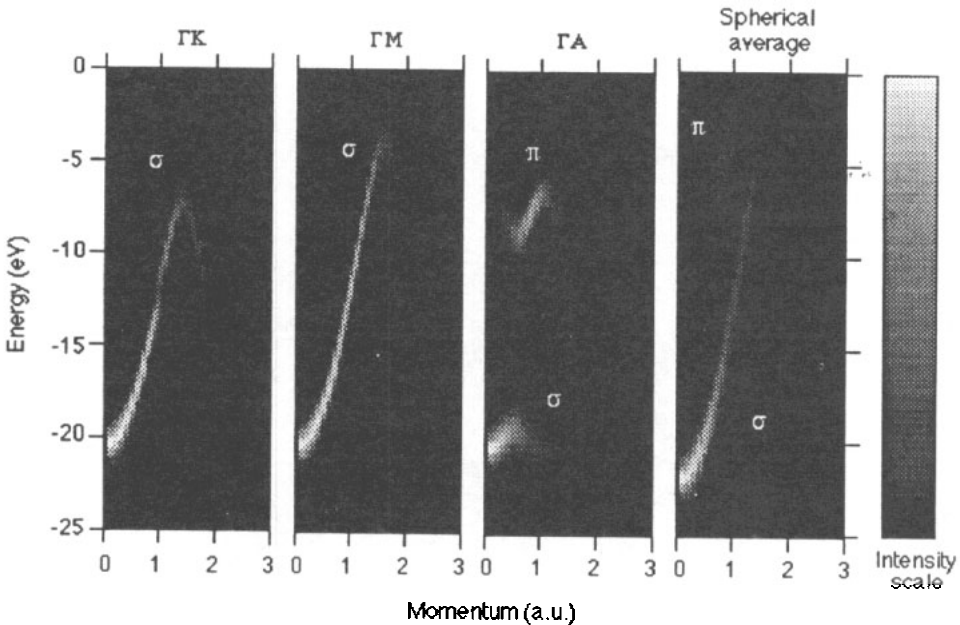 ΓK
ΓM
ΓA
Spherical
average
0
-5
-10
-15
-20
-25
Energy (eV)
σ
σ
π
σ
π
σ
0 1 2 3
0 1 2 3
0 1 2 3
0 1 2 3
Momentum (a.u.)
Intensity
scale